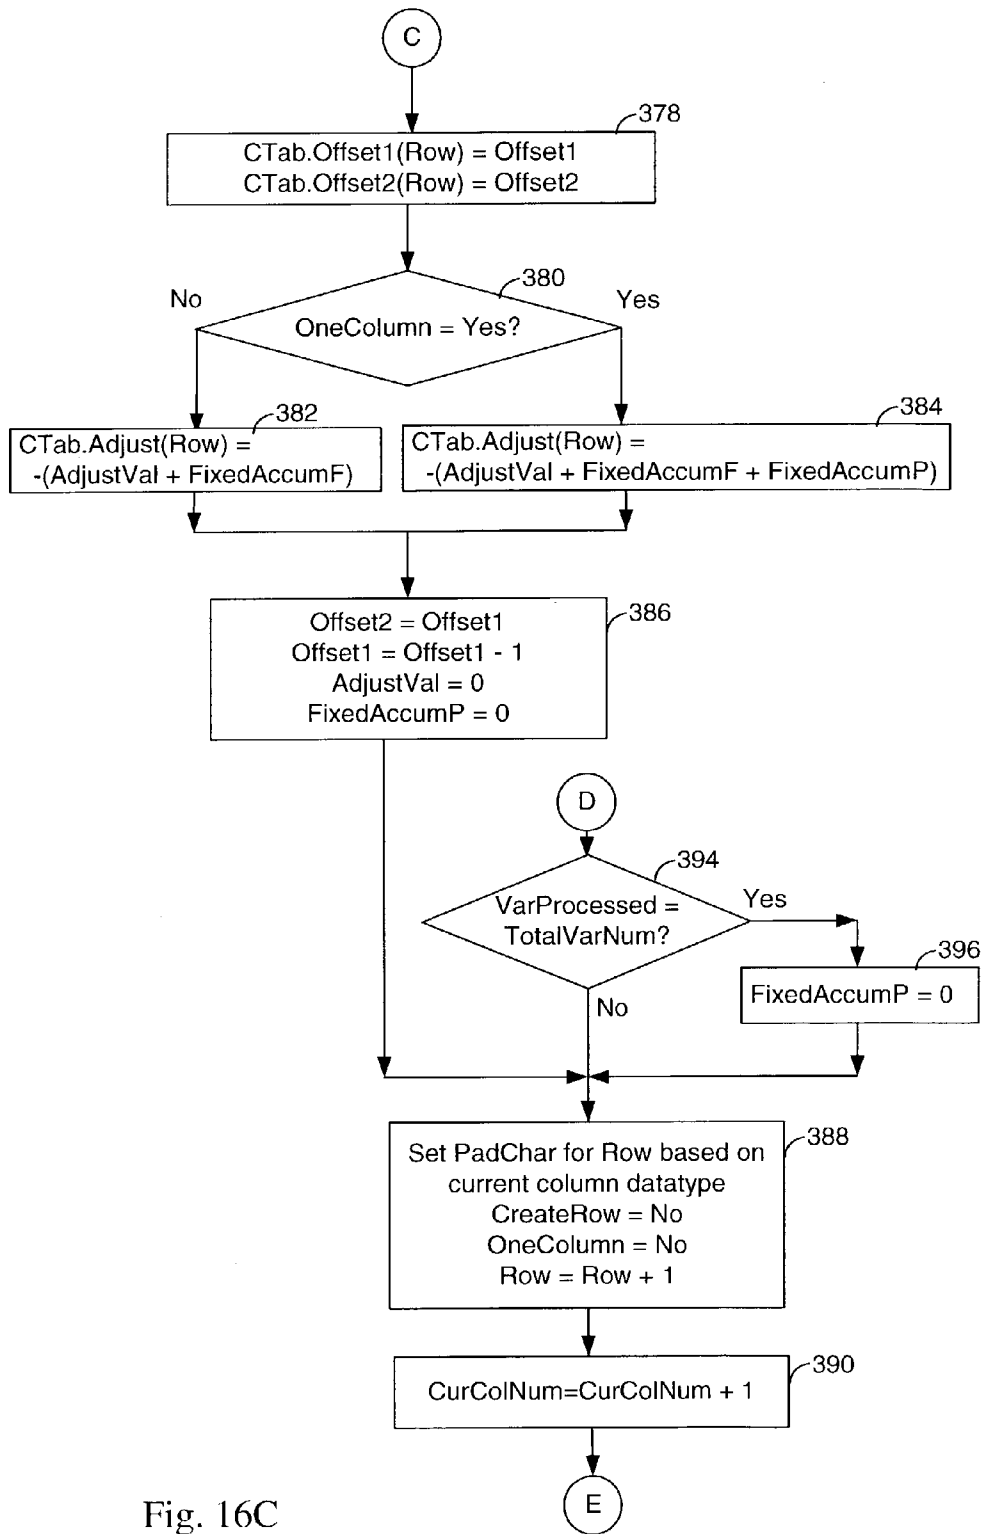 C
378
CTab.Offset1(Row) = Offset1
CTab.Offset2(Row) = Offset2
380
No
Yes
OneColumn = Yes?
382
CTab.Adjust(Row) =
-(AdjustVal + FixedAccumF)
384
CTab.Adjust(Row) =
-(AdjustVal + FixedAccumF + FixedAccumP)
386
Offset2 = Offset1
Offset1 = Offset1 - 1
AdjustVal = 0
FixedAccumP = 0
D
394
VarProcessed =
TotalVarNum?
Yes
No
396
FixedAccumP = 0
388
Set PadChar for Row based on
current column datatype
CreateRow = No
OneColumn = No
Row = Row + 1
390
CurColNum=CurColNum + 1
E
Fig. 16C